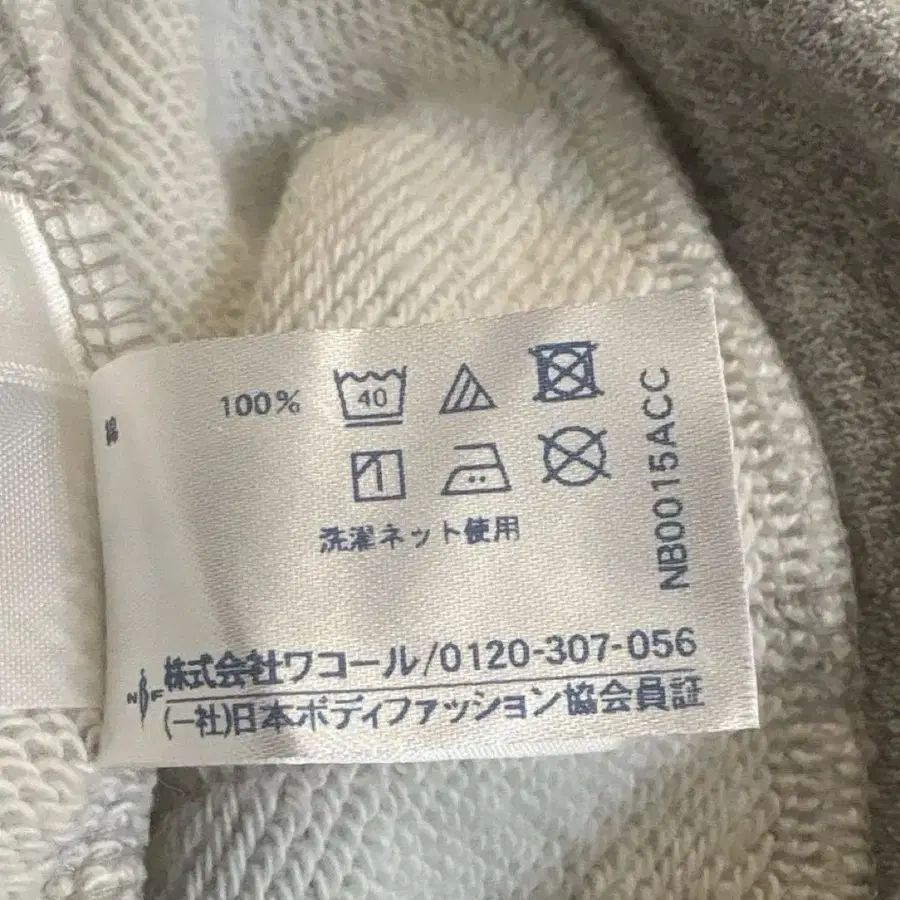 100%
40
洗濯ネット使用
NB0015ACC
株式会社ワコール/0120-307-056
(一社)日本ボディファッション協会員証